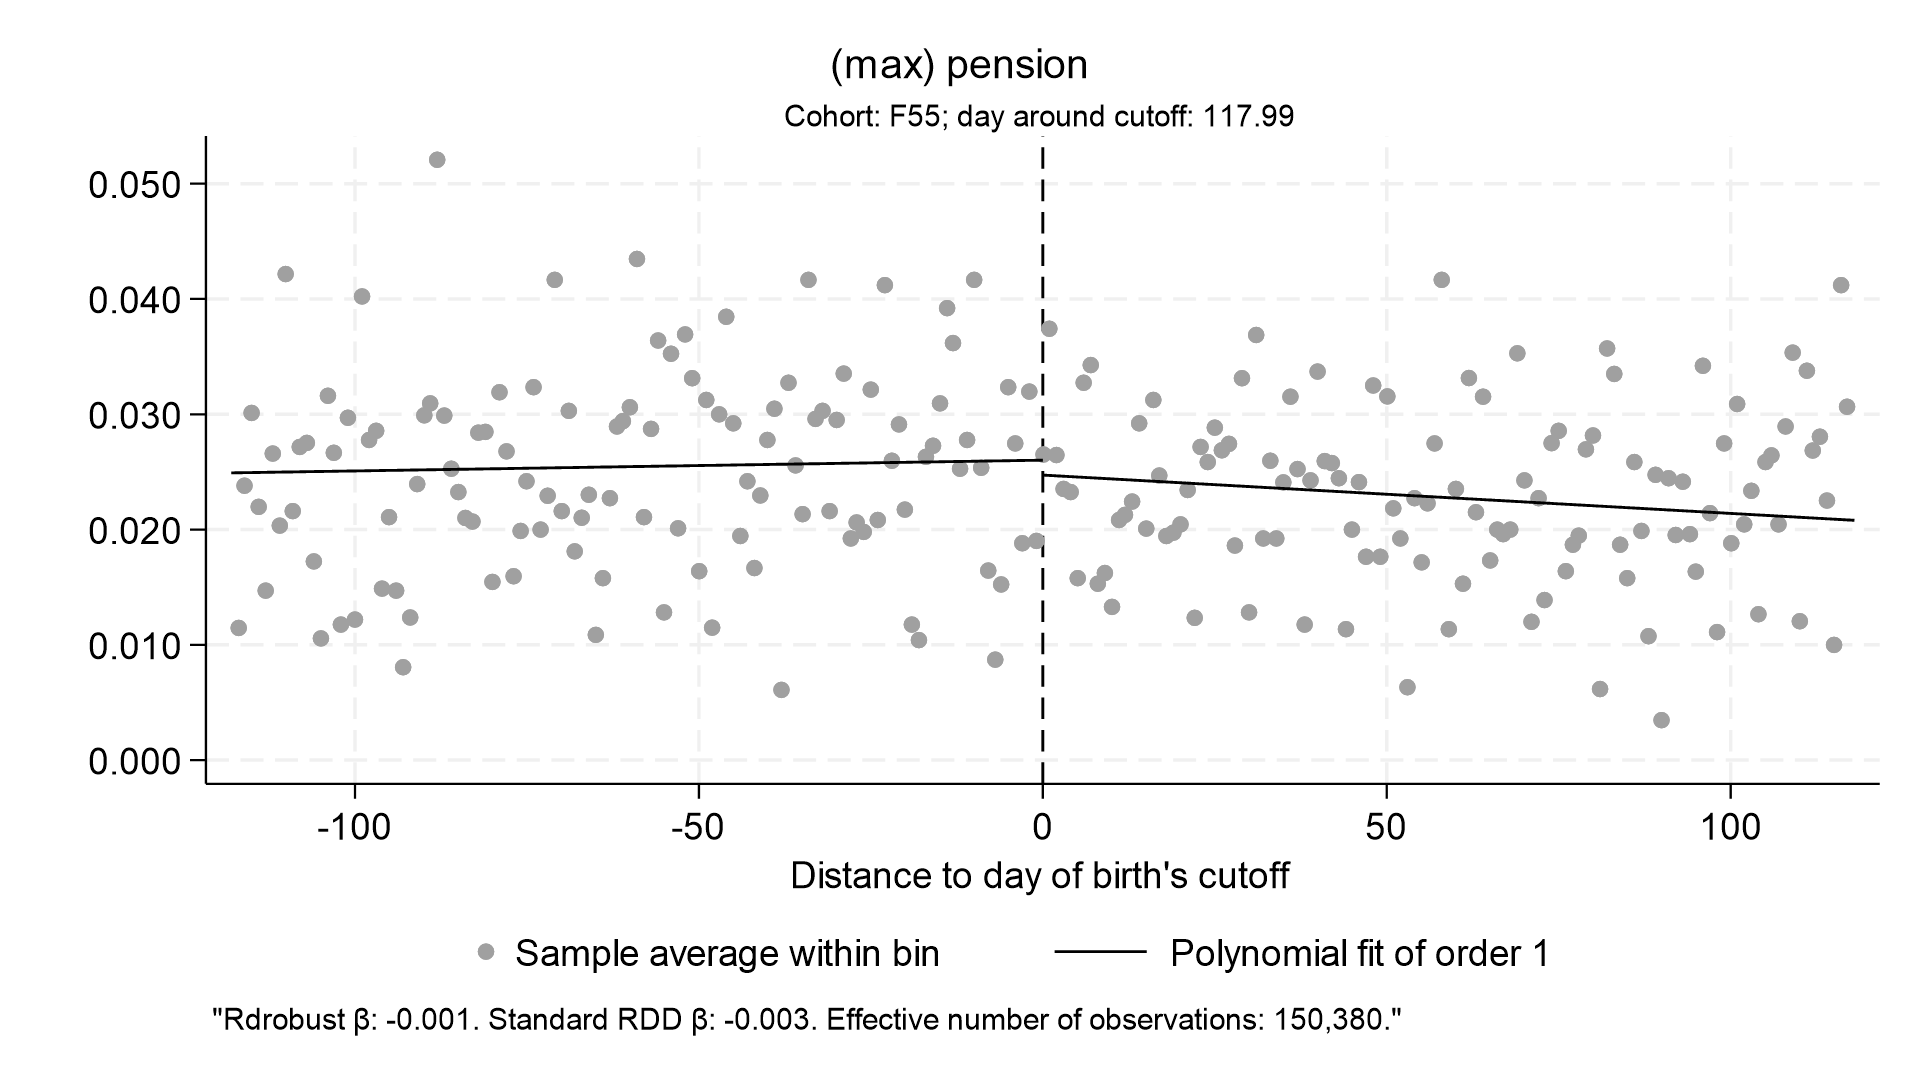 (max) pension
Cohort: F55; day around cutoff: 117.99
0.050
0.040
0.030
0.020
0.010
0.000
-100 -50 0 50 100
Distance to day of birth's cutoff
Sample average within bin Polynomial fit of order 1
"Rdrobust β: -0.001. Standard RDD β: -0.003. Effective number of observations: 150,380."